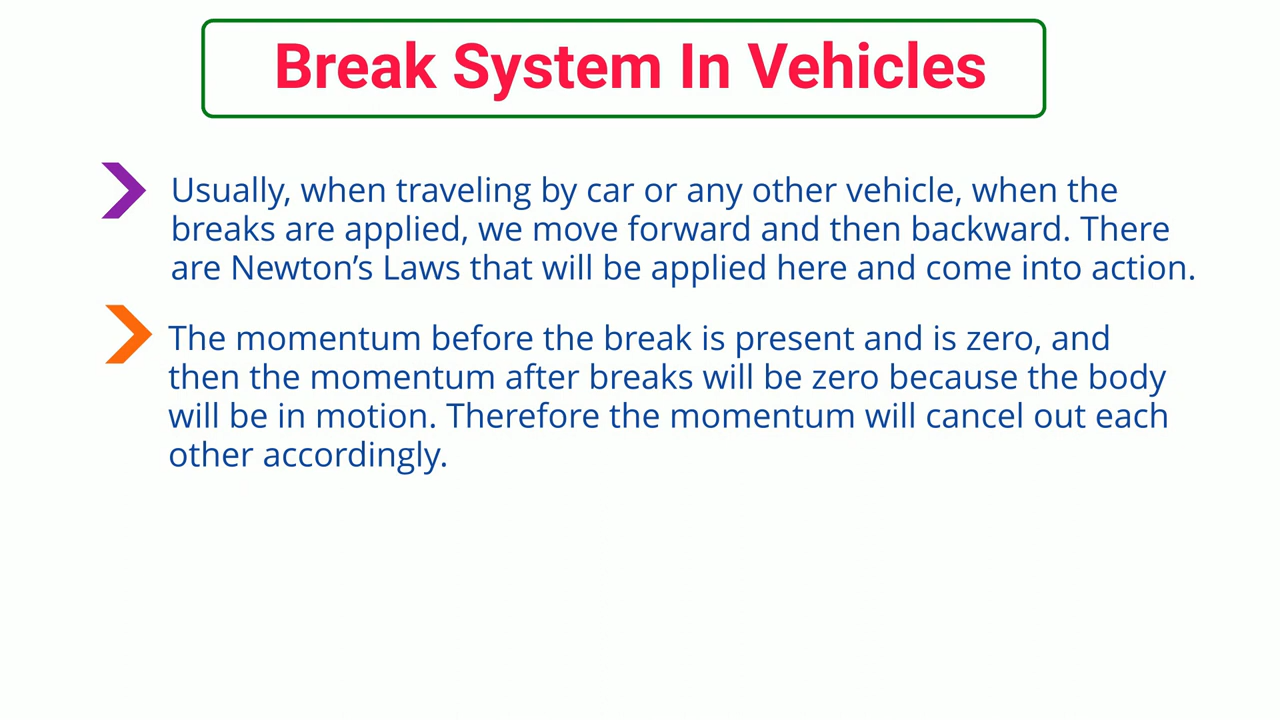 Break System In Vehicles
Usually, when traveling by car or any other vehicle, when the
breaks are applied, we move forward and then backward. There
are Newton’s Laws that will be applied here and come into action.
The momentum before the break is present and is zero, and
then the momentum after breaks will be zero because the body
will be in motion. Therefore the momentum will cancel out each
other accordingly.